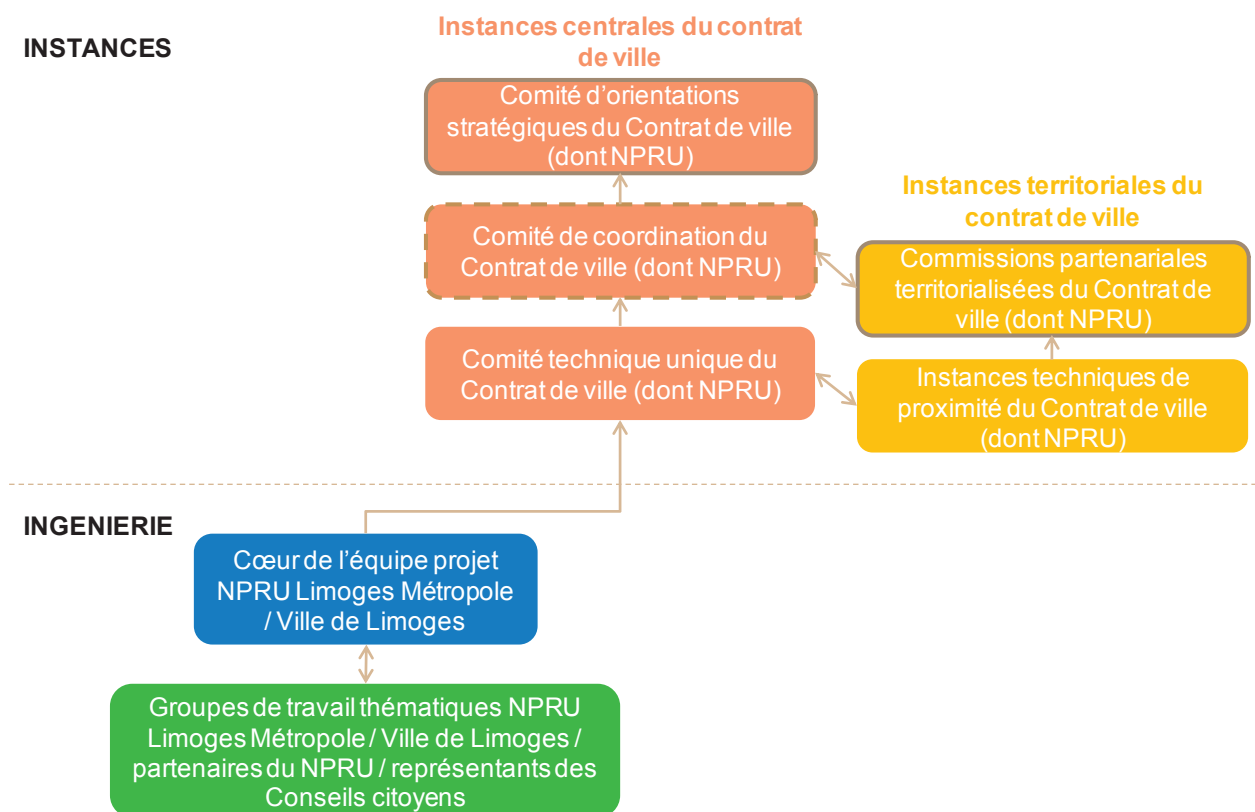 INSTANCES
Instances centrales du contrat
de ville
Comité d'orientations
stratégiques du Contrat de ville
(dont NPRU)
Comité de coordination du
Contrat de ville (dont NPRU)
Comité technique unique du
Contrat de ville (dont NPRU)
Instances territoriales du
contrat de ville
Commissions partenariales
territorialisées du Contrat de
ville (dont NPRU)
Instances techniques de
proximité du Contrat de ville
(dont NPRU)
INGENIERIE
Cœur de l'équipe projet
NPRU Limoges Métropole
/ Ville de Limoges
Groupes de travail thématiques NPRU
Limoges Métropole / Ville de Limoges /
partenaires du NPRU / représentants des
Conseils citoyens